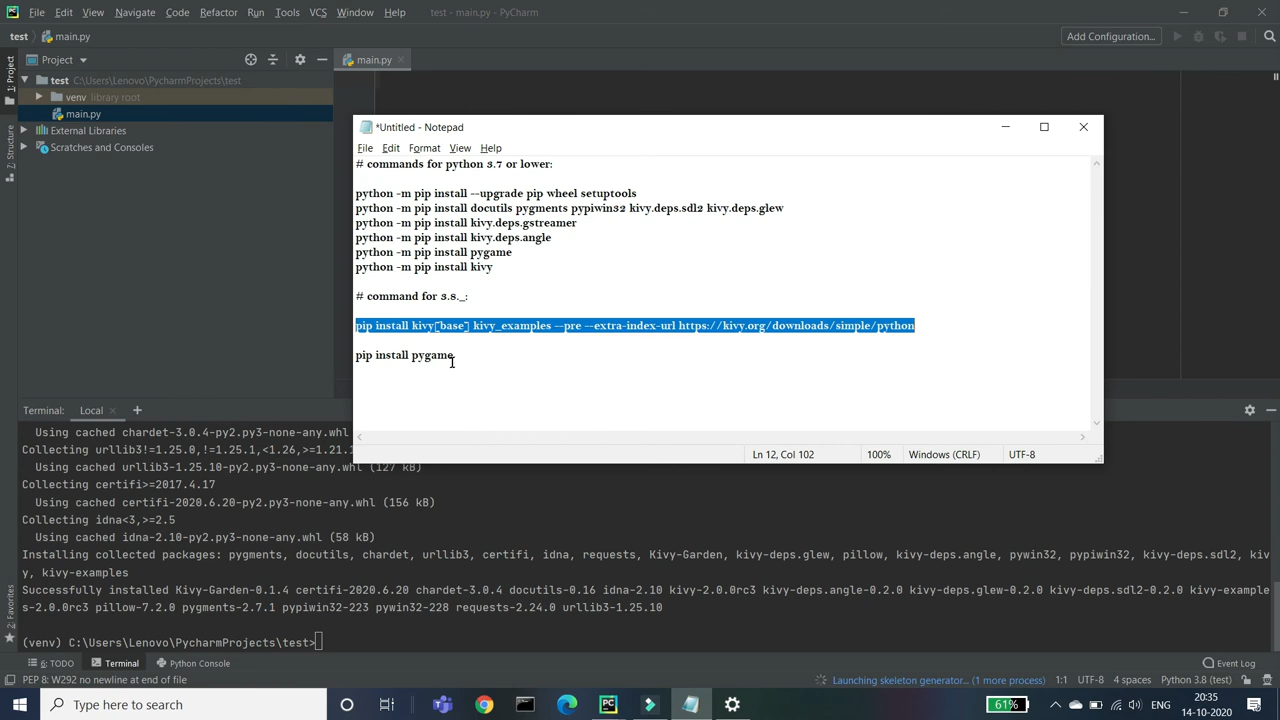 File Edit View Navigate Code Refactor Run Tools VCS Window Help test - main.py - PyCharm
test main.py Add Configuration...
Project main.py
1: Project
test C:\Users\Lenovo\PycharmProjects\test
venv library root
main.py
External Libraries
Scratches and Consoles
Z: Structure
*Untitled - Notepad
File Edit Format View Help
# commands for python 3.7 or lower:
python -m pip install --upgrade pip wheel setuptools
python -m pip install docutils pygments pypiwin32 kivy.deps.sdl2 kivy.deps.glew
python -m pip install kivy.deps.gstreamer
python -m pip install kivy.deps.angle
python -m pip install pygame
python -m pip install kivy
# command for 3.8._:
pip install kivy[base] kivy_examples --pre --extra-index-url https://kivy.org/downloads/simple/python
pip install pygame
Ln 12, Col 102 100% Windows (CRLF) UTF-8
Terminal: Local
Using cached chardet-3.0.4-py2.py3-none-any.whl
Collecting urllib3!=1.25.0,!=1.25.1,<1.26,>=1.21.1
Using cached urllib3-1.25.10-py2.py3-none-any.whl (127 kB)
Collecting certifi>=2017.4.17
Using cached certifi-2020.6.20-py2.py3-none-any.whl (156 kB)
Collecting idna<3,>=2.5
Using cached idna-2.10-py2.py3-none-any.whl (58 kB)
Installing collected packages: pygments, docutils, chardet, urllib3, certifi, idna, requests, Kivy-Garden, kivy-deps.glew, pillow, kivy-deps.angle, pywin32, pypiwin32, kivy-deps.sdl2, kiv
y, kivy-examples
Successfully installed Kivy-Garden-0.1.4 certifi-2020.6.20 chardet-3.0.4 docutils-0.16 idna-2.10 kivy-2.0.0rc3 kivy-deps.angle-0.2.0 kivy-deps.glew-0.2.0 kivy-deps.sdl2-0.2.0 kivy-example
s-2.0.0rc3 pillow-7.2.0 pygments-2.7.1 pypiwin32-223 pywin32-228 requests-2.24.0 urllib3-1.25.10
(venv) C:\Users\Lenovo\PycharmProjects\test>
2: Favorites
6: TODO Terminal Python Console Event Log
PEP 8: W292 no newline at end of file Launching skeleton generator... (1 more process) 1:1 UTF-8 4 spaces Python 3.8 (test)
Type here to search 61% ENG 20:35
14-10-2020